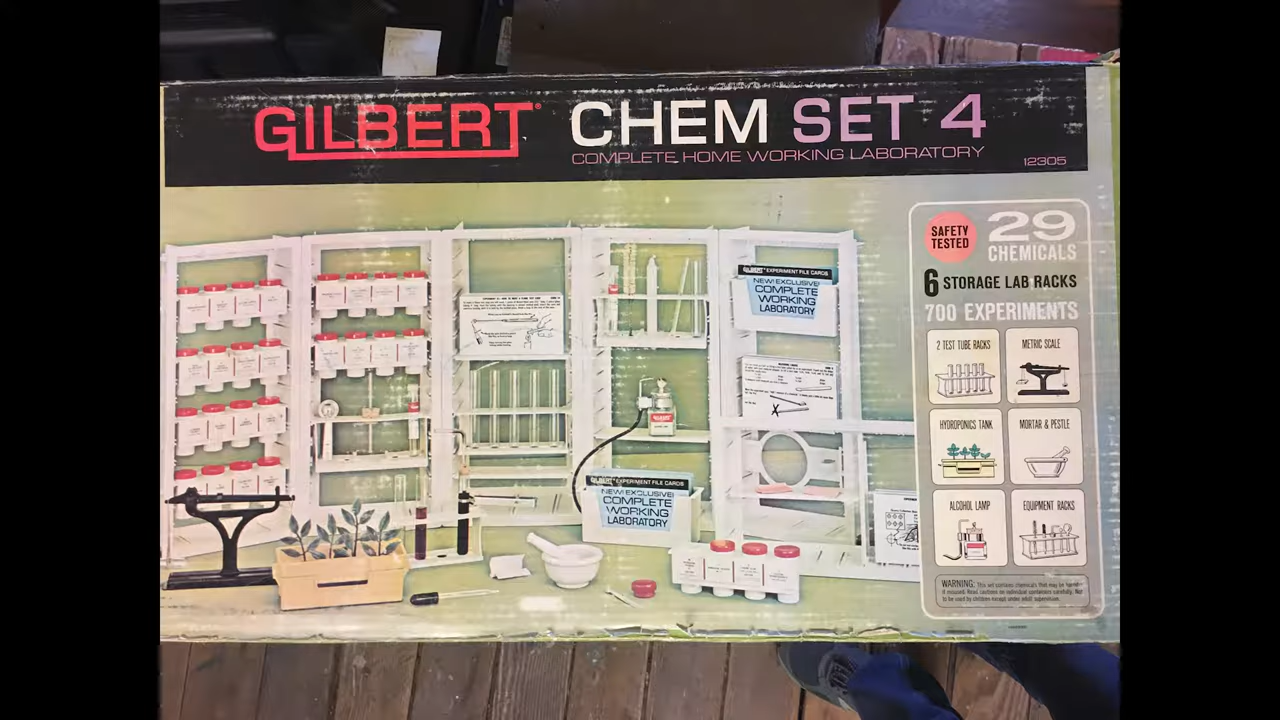 GILBERT® CHEM SET 4
COMPLETE HOME WORKING LABORATORY
12305
SAFETY
TESTED
29
CHEMICALS
6 STORAGE LAB RACKS
700 EXPERIMENTS
2 TEST TUBE RACKS
METRIC SCALE
HYDROPONICS TANK
MORTAR & PESTLE
ALCOHOL LAMP
EQUIPMENT RACKS
WARNING: This set contains chemicals that may be harmful
if misused. Read cautions on individual containers carefully. Not
to be used by children except under adult supervision.
GILBERT® EXPERIMENT FILE CARDS
NEW! EXCLUSIVE!
COMPLETE
WORKING
LABORATORY
GILBERT
GILBERT® EXPERIMENT FILE CARDS
NEW! EXCLUSIVE!
COMPLETE
WORKING
LABORATORY